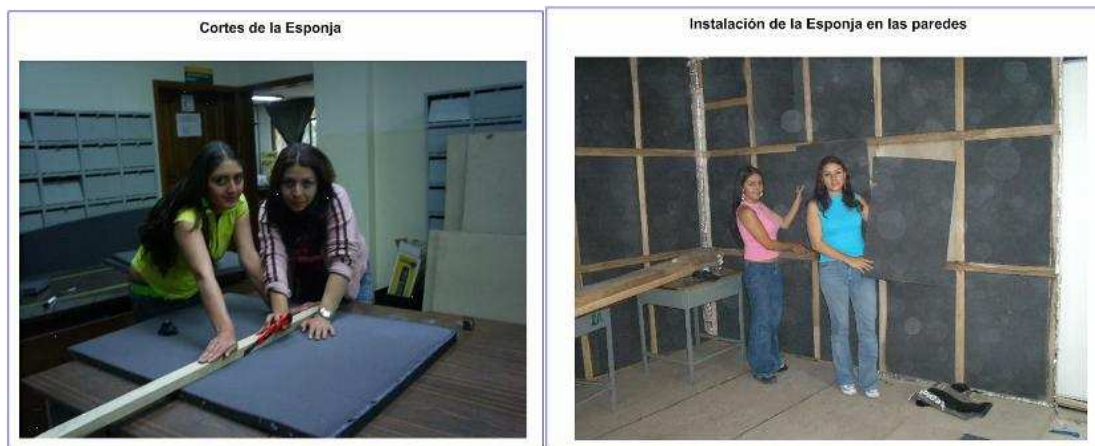 Cortes de la Esponja
Instalación de la Esponja en las paredes